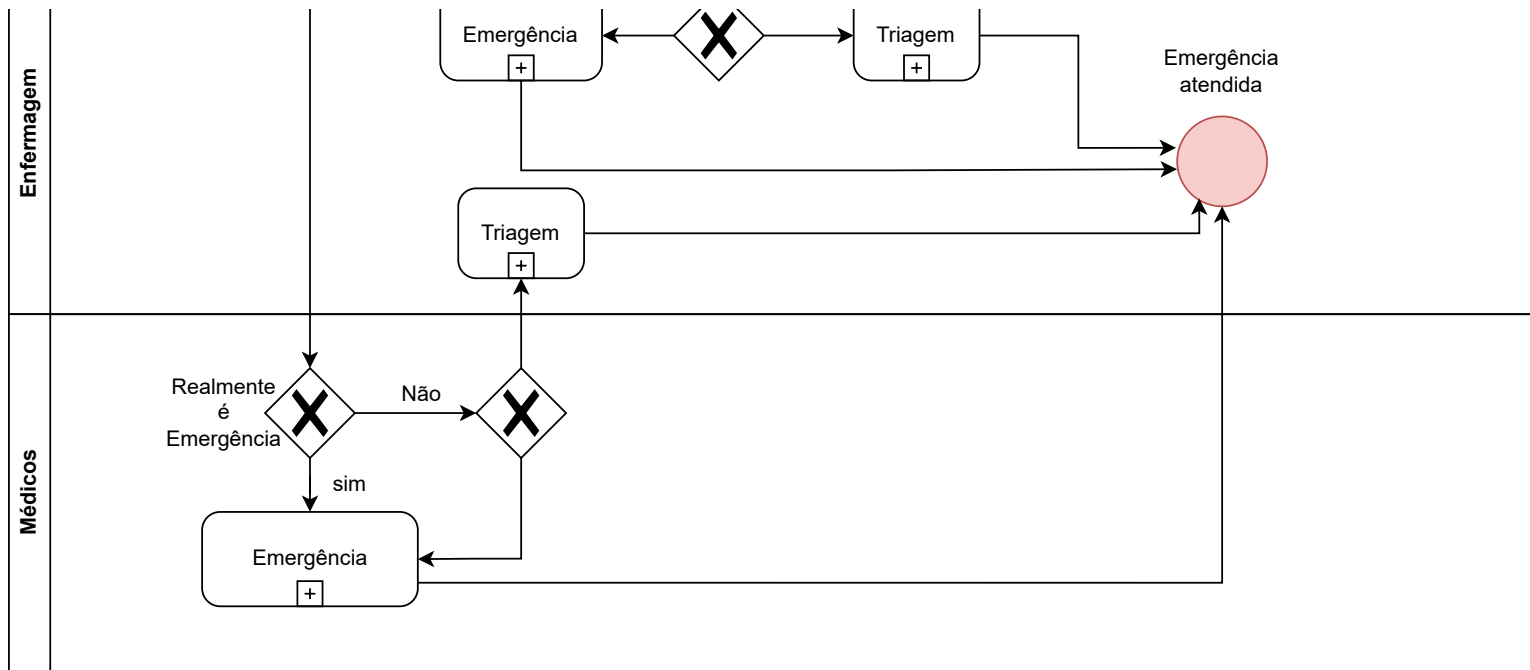 Enfermagem
Emergência
+
Triagem
+
Emergência
atendida
Triagem
+
Médicos
Realmente
é
Emergência
Não
sim
Emergência
+